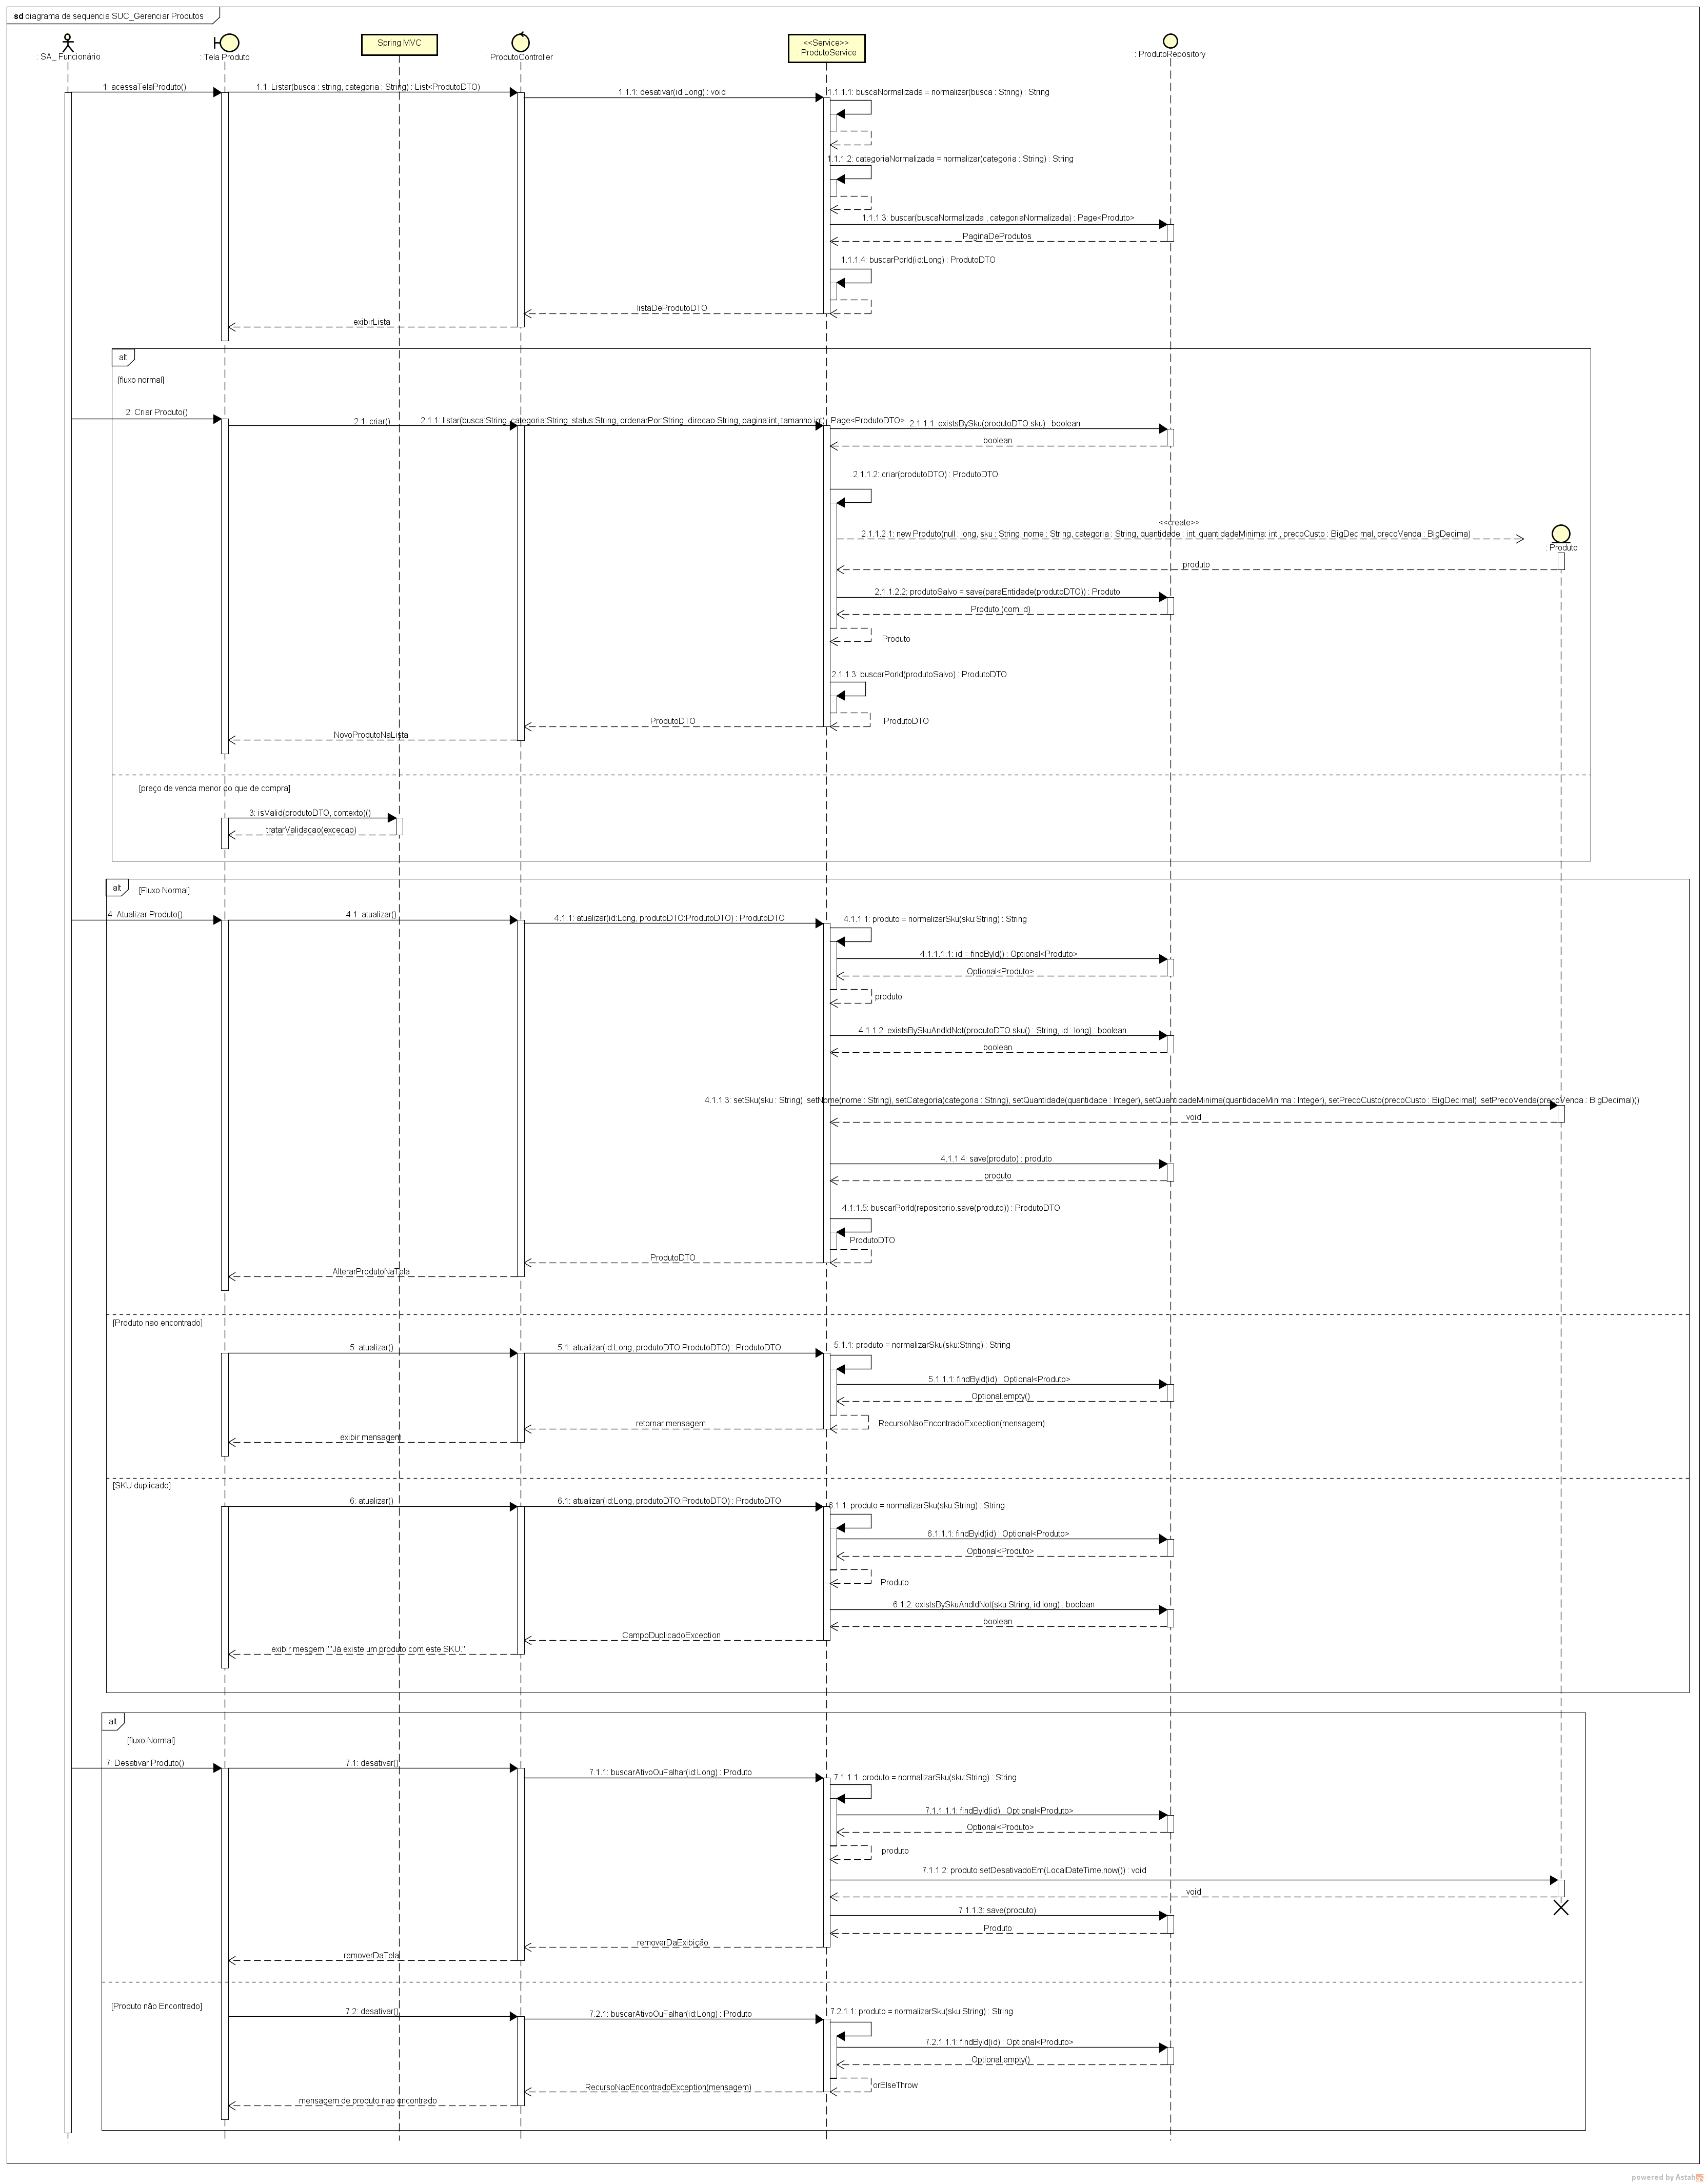 sd diagrama de sequencia SUC_Gerenciar Produtos
: SA_ Funcionário
: Tela Produto
Spring MVC
: ProdutoController
<<Service>>
: ProdutoService
: ProdutoRepository
1: acessaTelaProduto()
1.1: Listar(busca : string, categoria : String) : List<ProdutoDTO)
1.1.1: desativar(id:Long) : void
1.1.1.1: buscaNormalizada = normalizar(busca : String) : String
1.1.1.2: categoriaNormalizada = normalizar(categoria : String) : String
1.1.1.3: buscar(buscaNormalizada , categoriaNormalizada) : Page<Produto>
PaginaDeProdutos
1.1.1.4: buscarPorId(id:Long) : ProdutoDTO
listaDeProdutoDTO
exibirLista
alt
[fluxo normal]
2: Criar Produto()
2.1: criar()
2.1.1: listar(busca:String, categoria:String, status:String, ordenarPor:String, direcao:String, pagina:int, tamanho:int) : Page<ProdutoDTO>
2.1.1.1: existsBySku(produtoDTO.sku) : boolean
boolean
2.1.1.2: criar(produtoDTO) : ProdutoDTO
<<create>>
2.1.1.2.1: new Produto(null : long, sku : String, nome : String, categoria : String, quantidade : int, quantidadeMinima: int , precoCusto : BigDecimal, precoVenda : BigDecima)
: Produto
produto
2.1.1.2.2: produtoSalvo = save(paraEntidade(produtoDTO)) : Produto
Produto (com id)
Produto
2.1.1.3: buscarPorId(produtoSalvo) : ProdutoDTO
ProdutoDTO
ProdutoDTO
NovoProdutoNaLista
[preço de venda menor do que de compra]
3: isValid(produtoDTO, contexto)()
tratarValidacao(excecao)
alt
[Fluxo Normal]
4: Atualizar Produto()
4.1: atualizar()
4.1.1: atualizar(id:Long, produtoDTO:ProdutoDTO) : ProdutoDTO
4.1.1.1: produto = normalizarSku(sku:String) : String
4.1.1.1.1: id = findById() : Optional<Produto>
Optional<Produto>
produto
4.1.1.2: existsBySkuAndIdNot(produtoDTO.sku() : String, id : long) : boolean
boolean
4.1.1.3: setSku(sku : String), setNome(nome : String), setCategoria(categoria : String), setQuantidade(quantidade : Integer), setQuantidadeMinima(quantidadeMinima : Integer), setPrecoCusto(precoCusto : BigDecimal), setPrecoVenda(precoVenda : BigDecimal)()
void
4.1.1.4: save(produto) : produto
produto
4.1.1.5: buscarPorId(repositorio.save(produto)) : ProdutoDTO
ProdutoDTO
ProdutoDTO
AlterarProdutoNaTela
[Produto nao encontrado]
5: atualizar()
5.1: atualizar(id:Long, produtoDTO:ProdutoDTO) : ProdutoDTO
5.1.1: produto = normalizarSku(sku:String) : String
5.1.1.1: findById(id) : Optional<Produto>
Optional.empty()
RecursoNaoEncontradoException(mensagem)
retornar mensagem
exibir mensagem
[SKU duplicado]
6: atualizar()
6.1: atualizar(id:Long, produtoDTO:ProdutoDTO) : ProdutoDTO
6.1.1: produto = normalizarSku(sku:String) : String
6.1.1.1: findById(id) : Optional<Produto>
Optional<Produto>
Produto
6.1.2: existsBySkuAndIdNot(sku:String, id:long) : boolean
boolean
CampoDuplicadoException
exibir mesgem ""Já existe um produto com este SKU."
alt
[fluxo Normal]
7: Desativar Produto()
7.1: desativar()
7.1.1: buscarAtivoOuFalhar(id:Long) : Produto
7.1.1.1: produto = normalizarSku(sku:String) : String
7.1.1.1.1: findById(id) : Optional<Produto>
Optional<Produto>
produto
7.1.1.2: produto.setDesativadoEm(LocalDateTime.now()) : void
void
7.1.1.3: save(produto)
Produto
removerDaExibição
removerDaTela
[Produto não Encontrado]
7.2: desativar()
7.2.1: buscarAtivoOuFalhar(id:Long) : Produto
7.2.1.1: produto = normalizarSku(sku:String) : String
7.2.1.1.1: findById(id) : Optional<Produto>
Optional.empty()
orElseThrow
RecursoNaoEncontradoException(mensagem)
mensagem de produto nao encontrado
powered by Astah